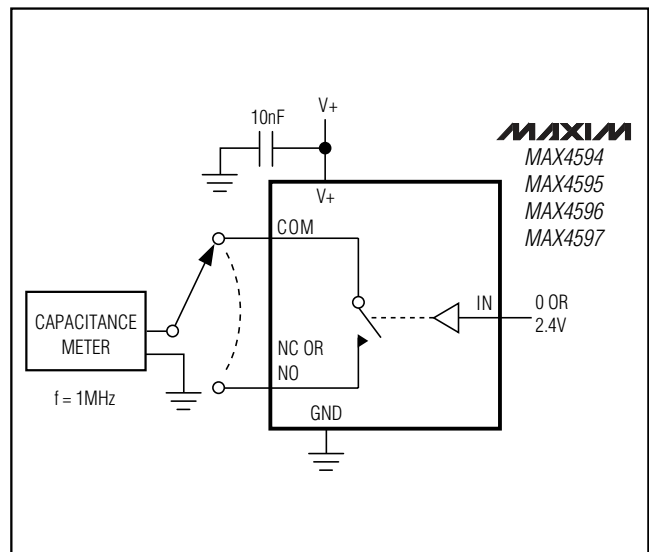 10nF
V+
MAXIM
MAX4594
MAX4595
MAX4596
MAX4597
V+
COM
IN
0 OR
2.4V
CAPACITANCE
METER
NC OR
NO
f = 1MHz
GND